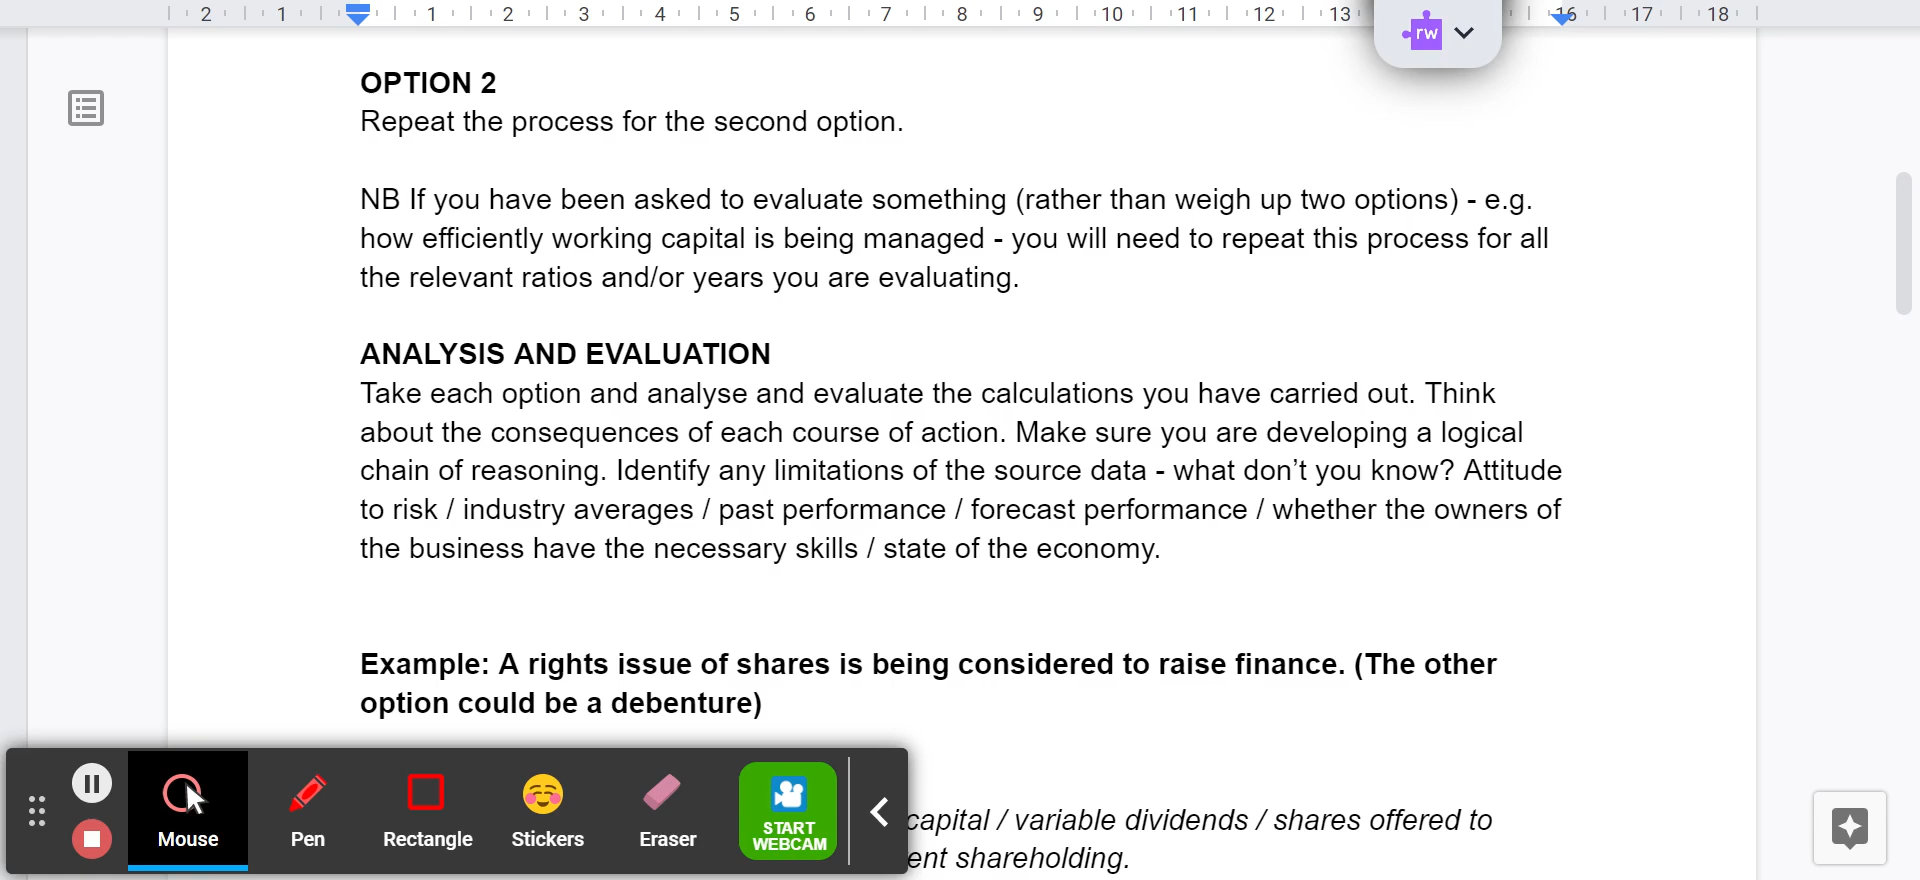 2 1 1 2 3 4 5 6 7 8 9 10 11 12 13 16 17 18
rw
OPTION 2
Repeat the process for the second option.
NB If you have been asked to evaluate something (rather than weigh up two options) - e.g.
how efficiently working capital is being managed - you will need to repeat this process for all
the relevant ratios and/or years you are evaluating.
ANALYSIS AND EVALUATION
Take each option and analyse and evaluate the calculations you have carried out. Think
about the consequences of each course of action. Make sure you are developing a logical
chain of reasoning. Identify any limitations of the source data - what don’t you know? Attitude
to risk / industry averages / past performance / forecast performance / whether the owners of
the business have the necessary skills / state of the economy.
Example: A rights issue of shares is being considered to raise finance. (The other
option could be a debenture)
capital / variable dividends / shares offered to
shareholding.
Mouse
Pen
Rectangle
Stickers
Eraser
START
WEBCAM